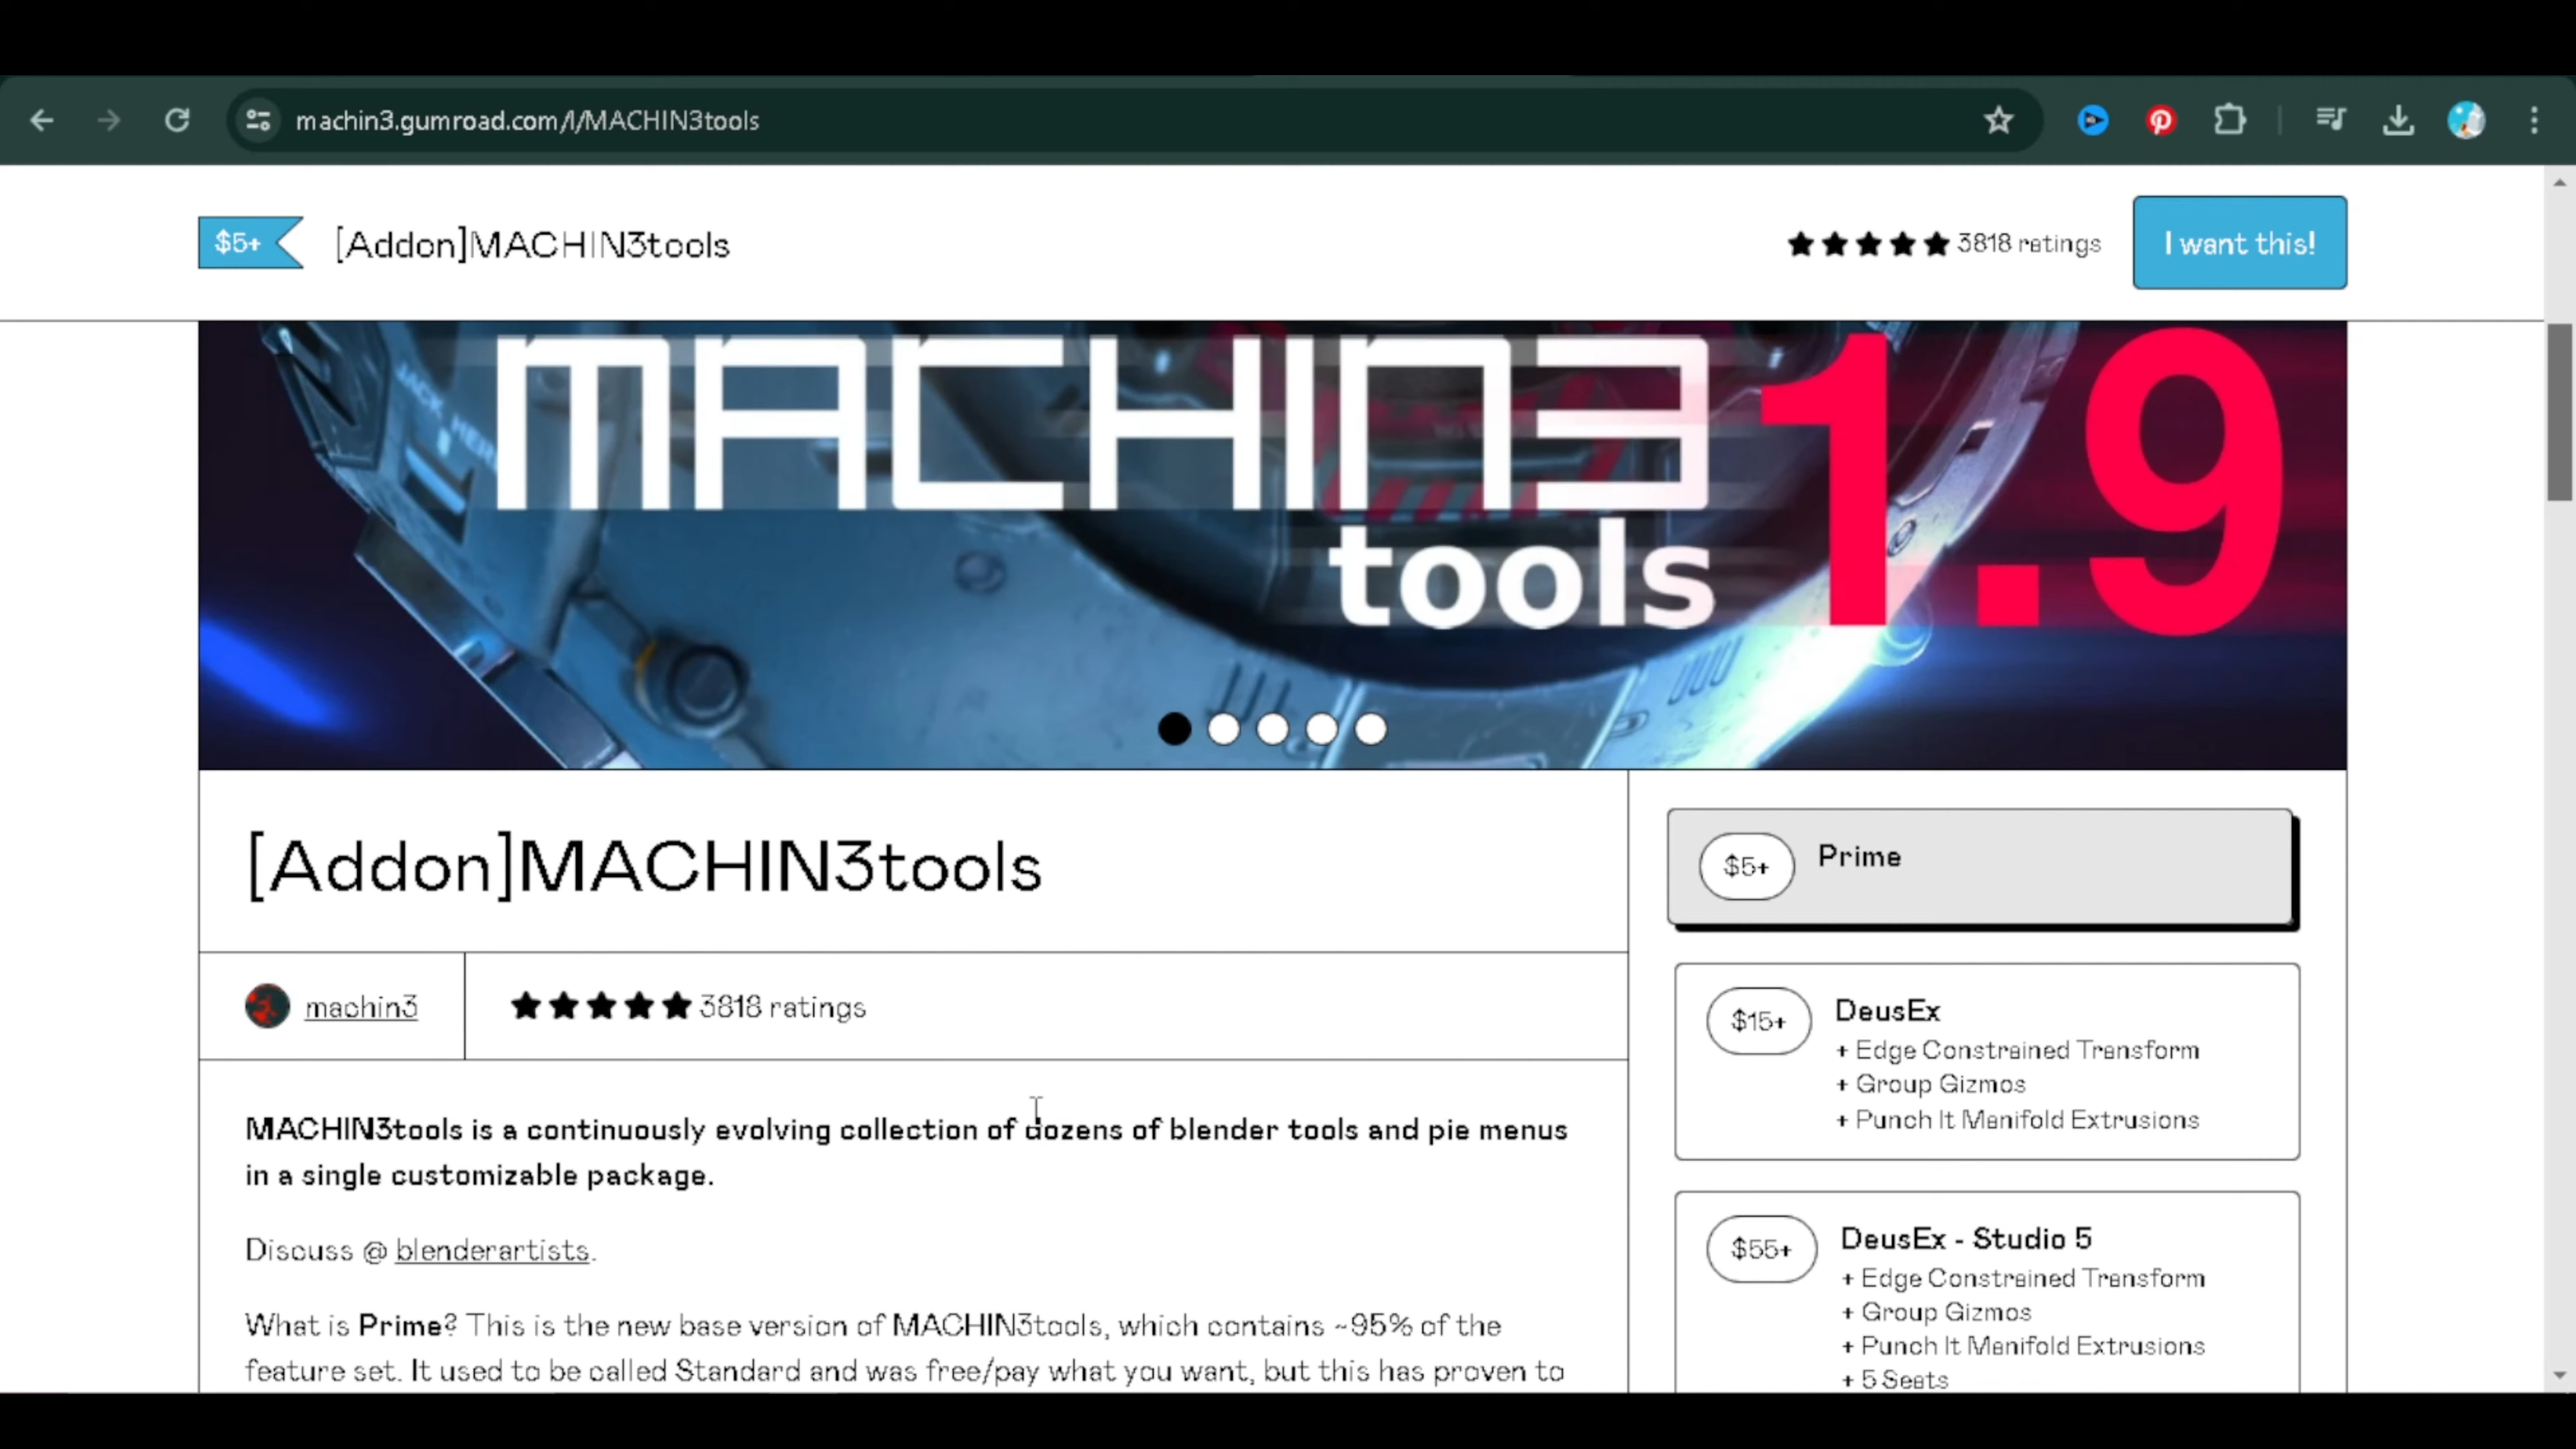 machin3.gumroad.com/l/MACHIN3tools
$5+
[Addon]MACHIN3tools
3818 ratings
I want this!
JACK HER
MACHIN3
tools
1.9
[Addon]MACHIN3tools
machin3
3818 ratings
MACHIN3tools is a continuously evolving collection of dozens of blender tools and pie menus
in a single customizable package.
Discuss @ blenderartists.
What is Prime? This is the new base version of MACHIN3tools, which contains ~95% of the
feature set. It used to be called Standard and was free/pay what you want, but this has proven to
$5+
Prime
$15+
DeusEx
+ Edge Constrained Transform
+ Group Gizmos
+ Punch It Manifold Extrusions
$55+
DeusEx - Studio 5
+ Edge Constrained Transform
+ Group Gizmos
+ Punch It Manifold Extrusions
+ 5 Seats